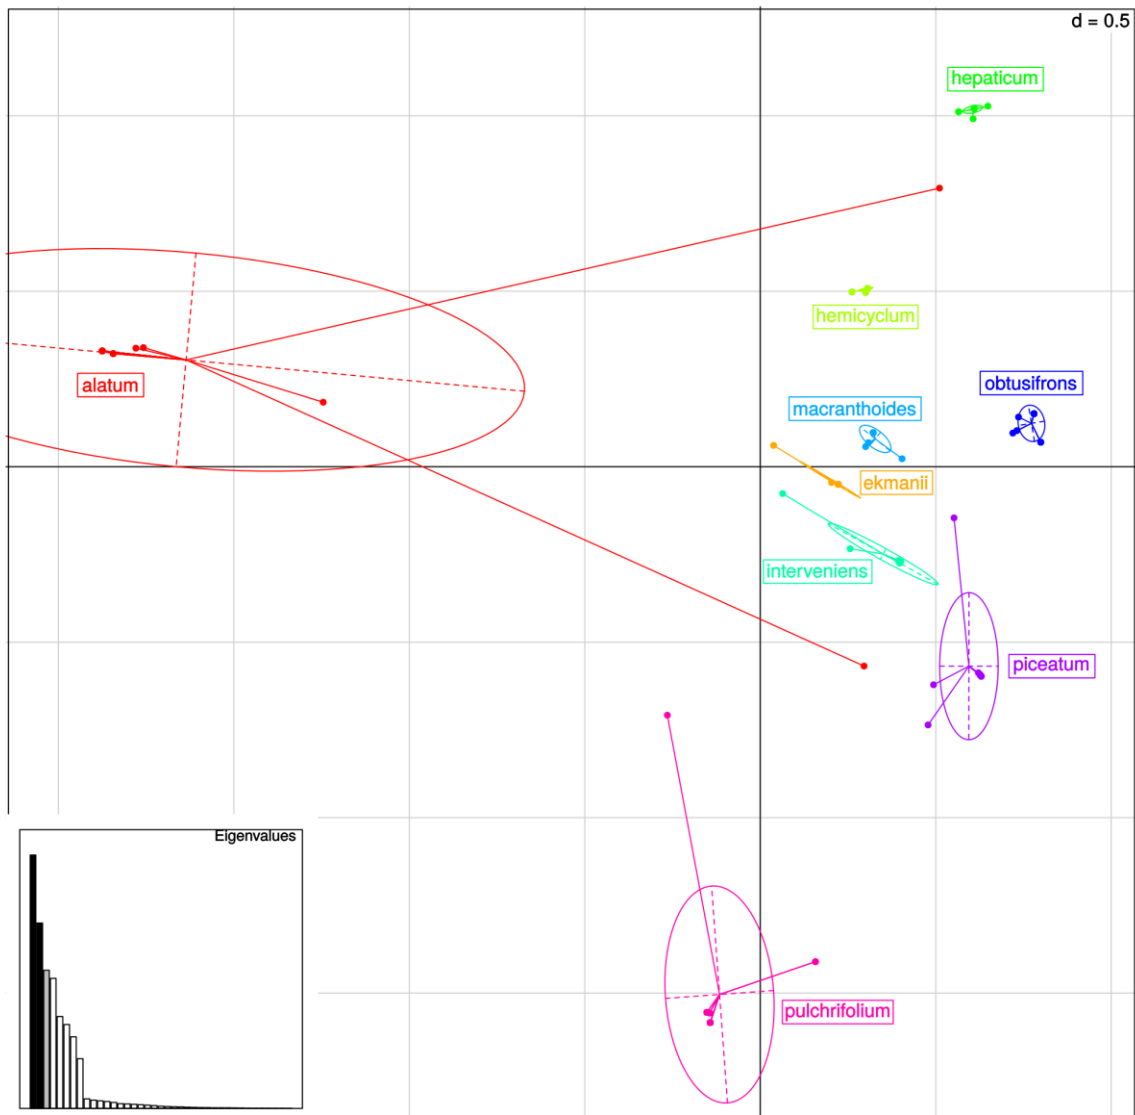 d = 0.5
hepaticum
hemicyclum
obtusifrons
alatum
macranthoides
ekmanii
interveniens
piceatum
Eigenvalues
pulchrifolium